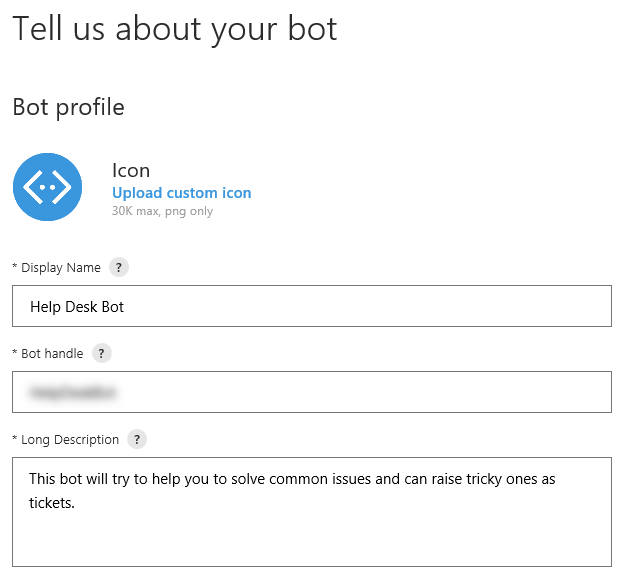 Tell us about your bot
Bot profile
Icon
Upload custom icon
30K max, png only
* Display Name ?
Help Desk Bot
* Bot handle ?
* Long Description ?
This bot will try to help you to solve common issues and can raise tricky ones as
tickets.